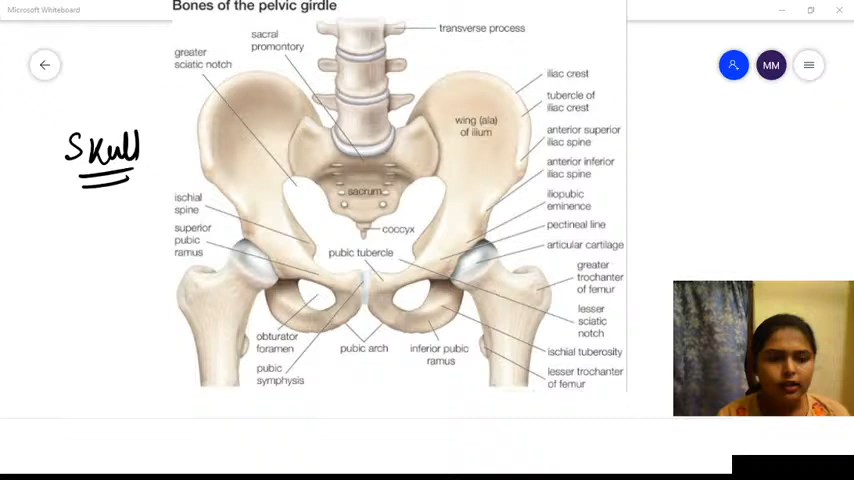 Microsoft Whiteboard
Bones of the pelvic girdle
transverse process
sacral
promontory
greater
sciatic notch
iliac crest
MM
tubercle of
iliac crest
wing (ala)
of ilium
anterior superior
iliac spine
Skull
anterior inferior
iliac spine
sacrum
iliopubic
eminence
ischial
spine
pectineal line
coccyx
superior
pubic
ramus
articular cartilage
pubic tubercle
greater
trochanter
of femur
lesser
sciatic
notch
obturator
foramen
pubic arch
inferior pubic
ramus
ischial tuberosity
pubic
symphysis
lesser trochanter
of femur